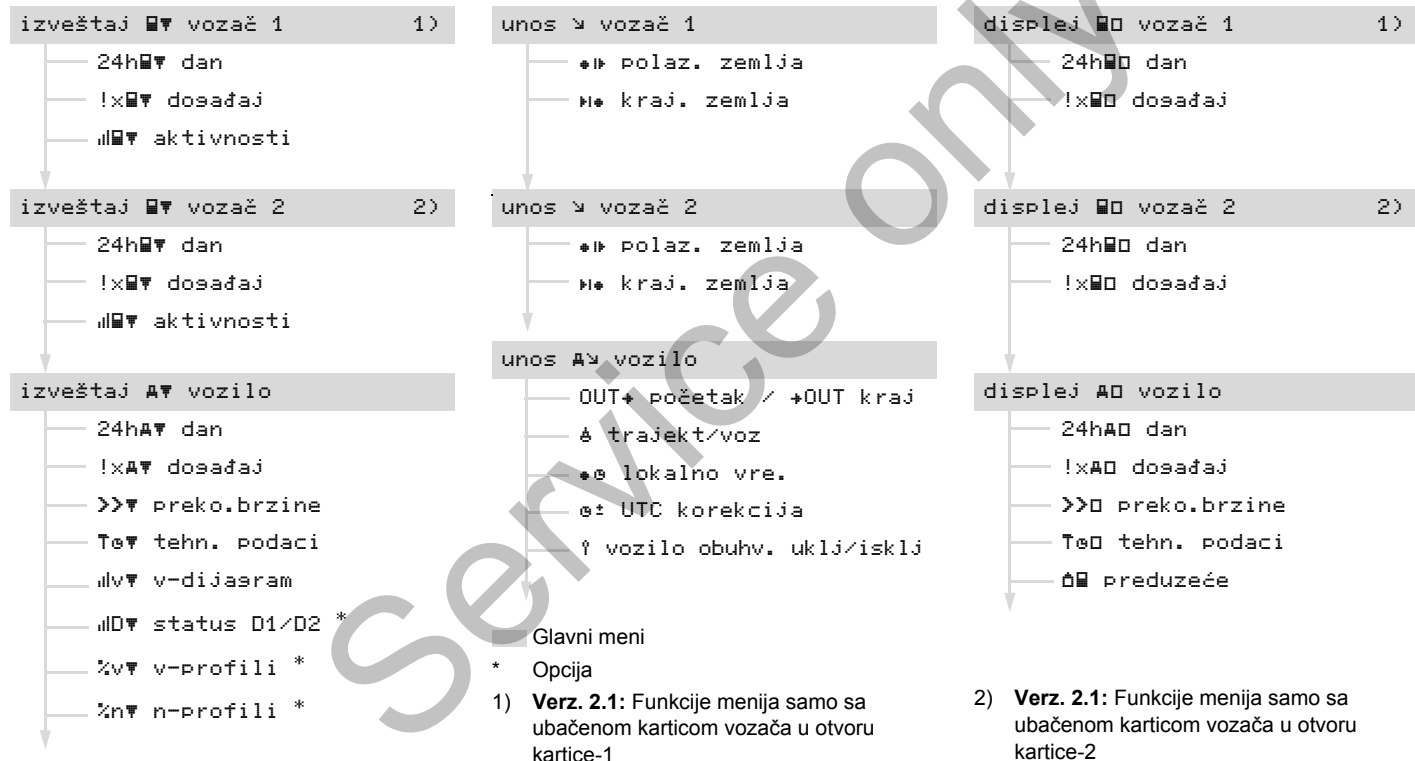 izveštaj ▼ vozač 1 1)
24h▼ dan
!x▼ događaj
▼ aktivnosti
izveštaj ▼ vozač 2 2)
24h▼ dan
!x▼ događaj
▼ aktivnosti
izveštaj ▼ vozilo
24h▼ dan
!x▼ događaj
>>▼ preko.brzine
T▼ tehn. podaci
v▼ v-dijagram
D▼ status D1/D2 *
%v▼ v-profili *
%n▼ n-profili *
unos vozač 1
polaz. zemlja
kraj. zemlja
unos vozač 2
polaz. zemlja
kraj. zemlja
unos vozilo
OUT→ početak / →OUT kraj
trajekt/voz
lokalno vre.
UTC korekcija
vozilo obuhv. uklj/isklj
Glavni meni
* Opcija
1) Verz. 2.1: Funkcije menija samo sa
ubačenom karticom vozača u otvoru
kartice-1
displej vozač 1 1)
24h dan
!x događaj
displej vozač 2 2)
24h dan
!x događaj
displej vozilo
24h dan
!x događaj
>> preko.brzine
T tehn. podaci
preduzeće
2) Verz. 2.1: Funkcije menija samo sa
ubačenom karticom vozača u otvoru
kartice-2
Service only